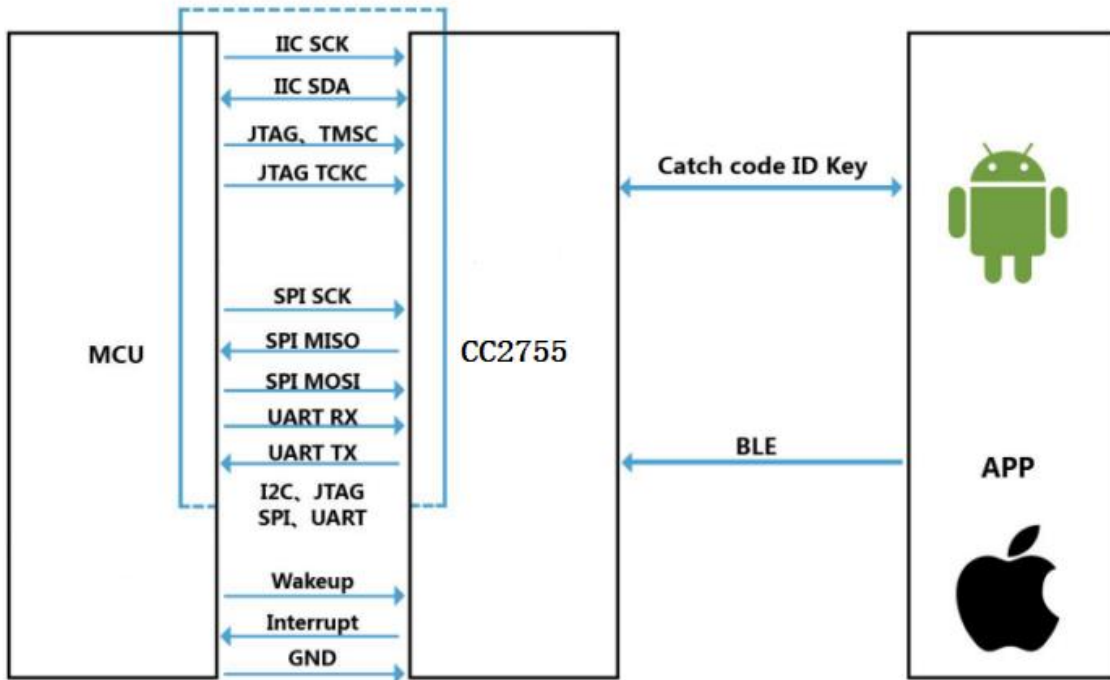 IIC SCK
IIC SDA
JTAG、TMSC
JTAG TCKC
SPI SCK
SPI MISO
SPI MOSI
UART RX
UART TX
I2C、JTAG
SPI、UART
Wakeup
Interrupt
GND
MCU
CC2755
Catch code ID Key
BLE
APP